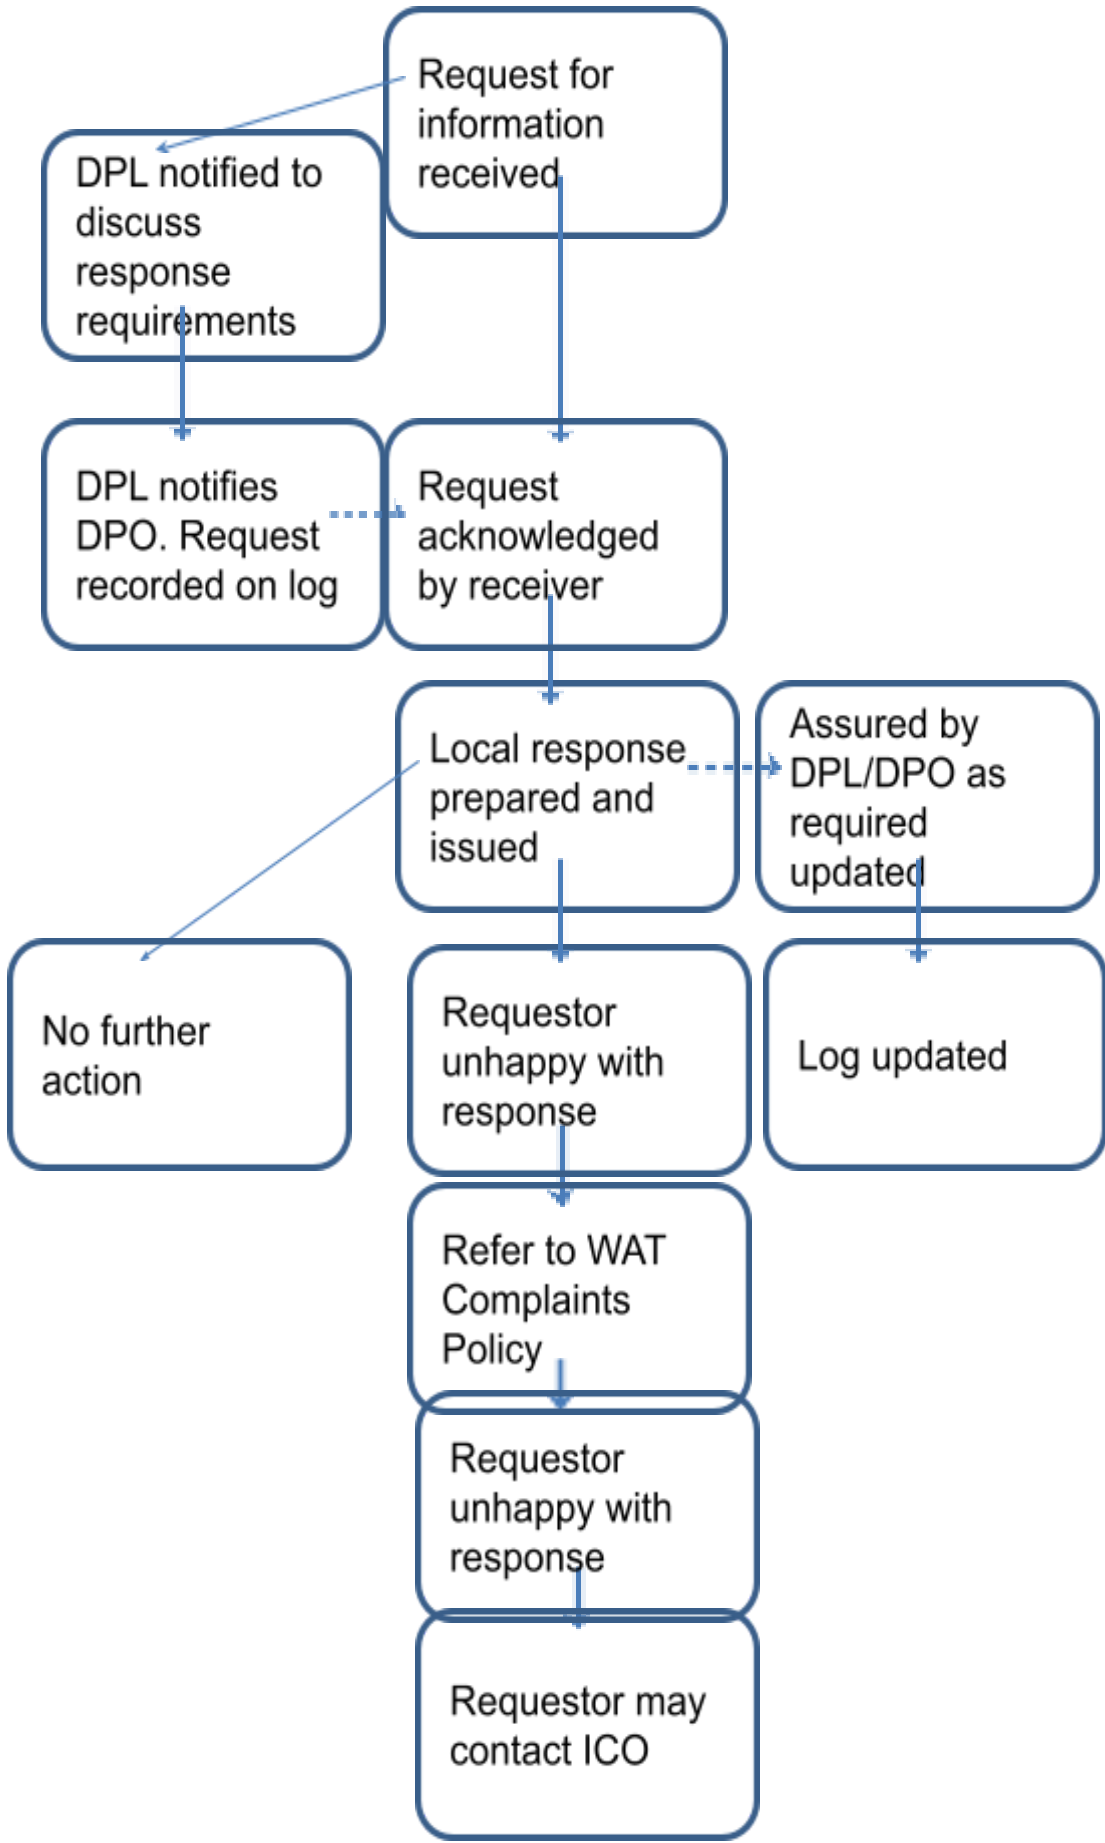 Request for
information
received
DPL notified to
discuss
response
requirements
DPL notifies
DPO. Request
recorded on log
Request
acknowledged
by receiver
Local response
prepared and
issued
Assured by
DPL/DPO as
required
updated
No further
action
Requestor
unhappy with
response
Log updated
Refer to WAT
Complaints
Policy
Requestor
unhappy with
response
Requestor may
contact ICO